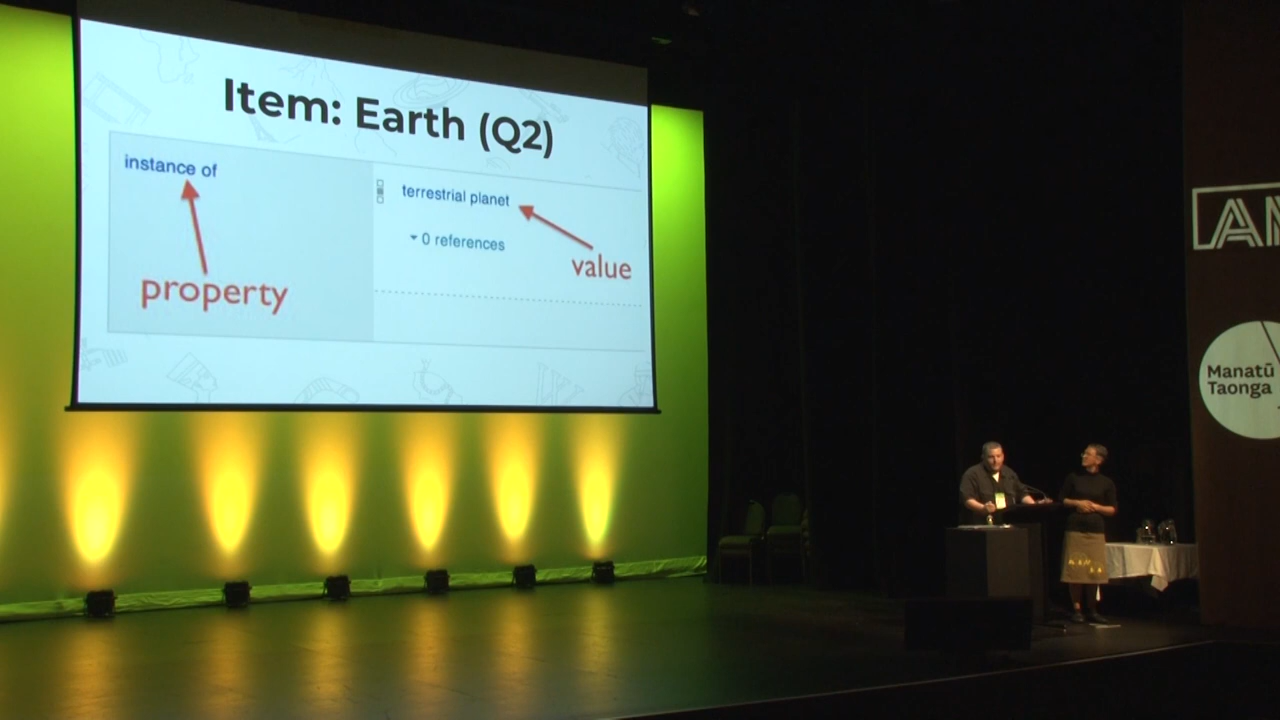 Item: Earth (Q2)
instance of
terrestrial planet
0 references
property
value
W
AM
Manatū
Taonga